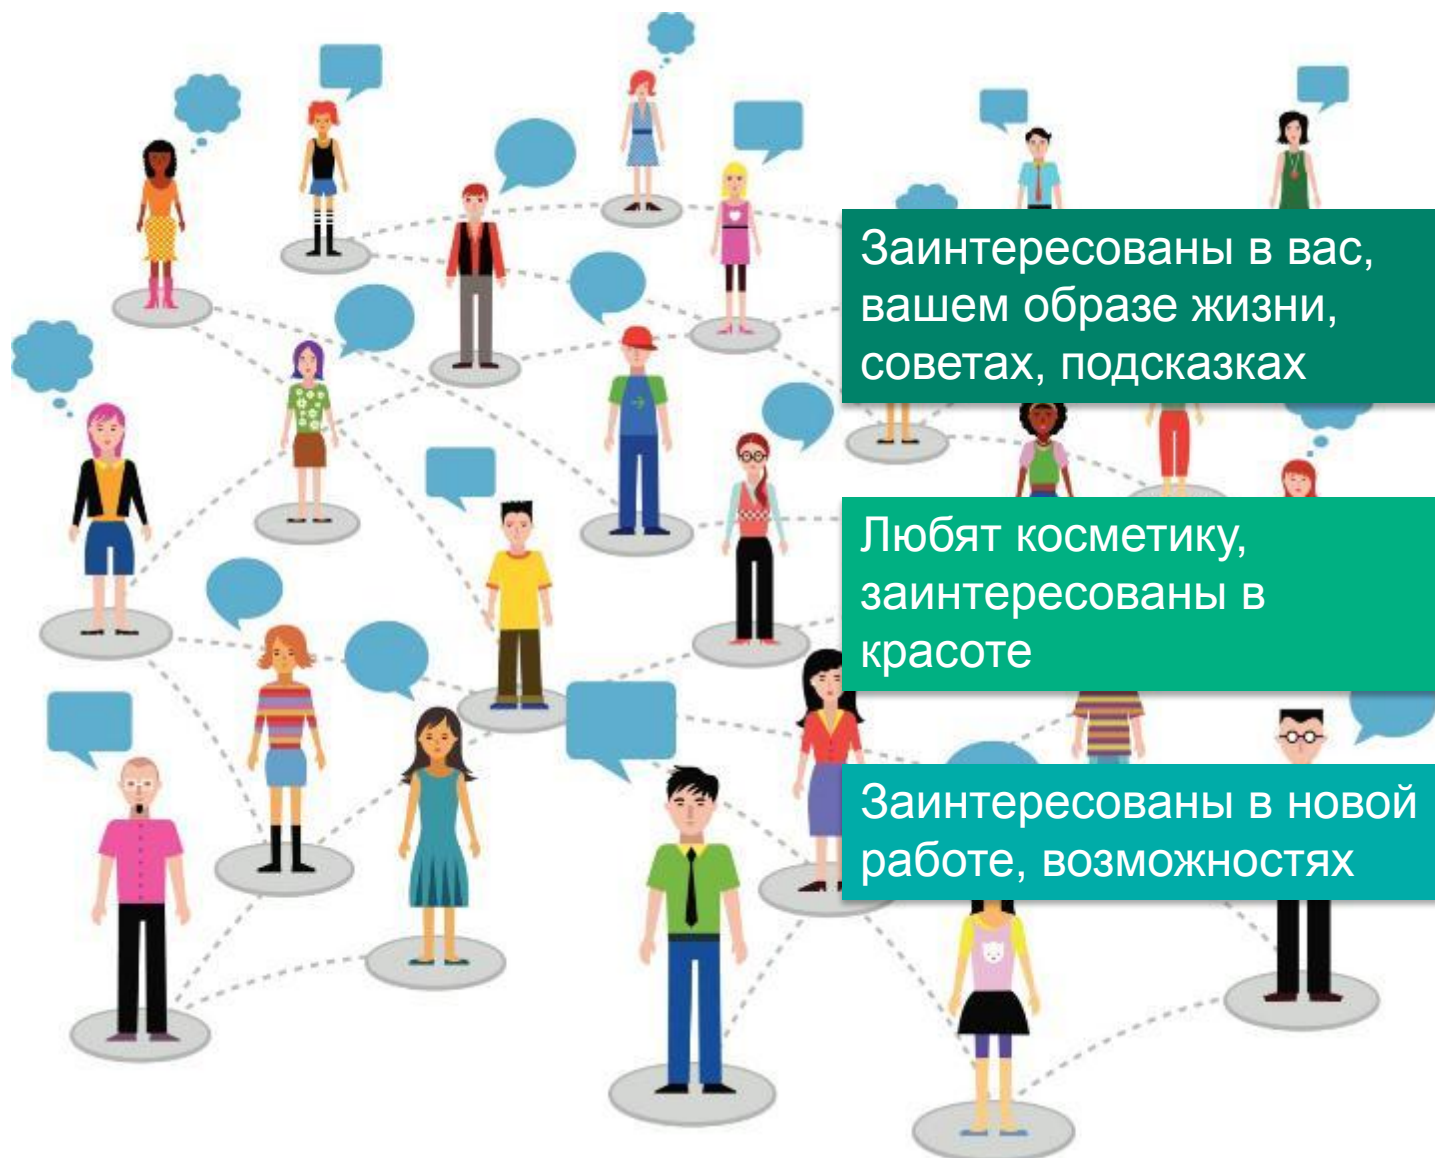 Заинтересованы в вас,
вашем образе жизни,
советах, подсказках
Любят косметику,
заинтересованы в
красоте
Заинтересованы в новой
работе, возможностях